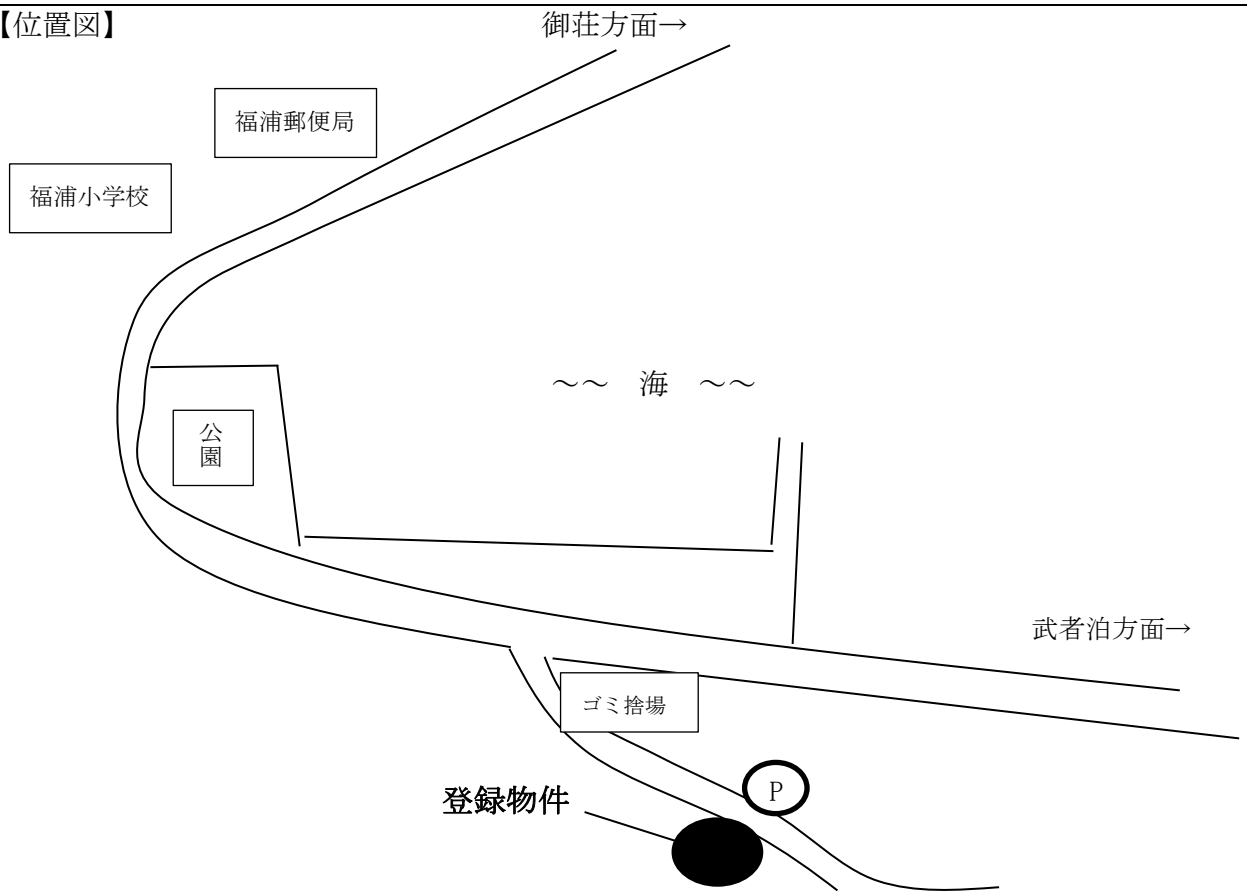 【位置図】
御荘方面→
福浦郵便局
福浦小学校
～～ 海 ～～
公
園
武者泊方面→
ゴミ捨場
P
登録物件